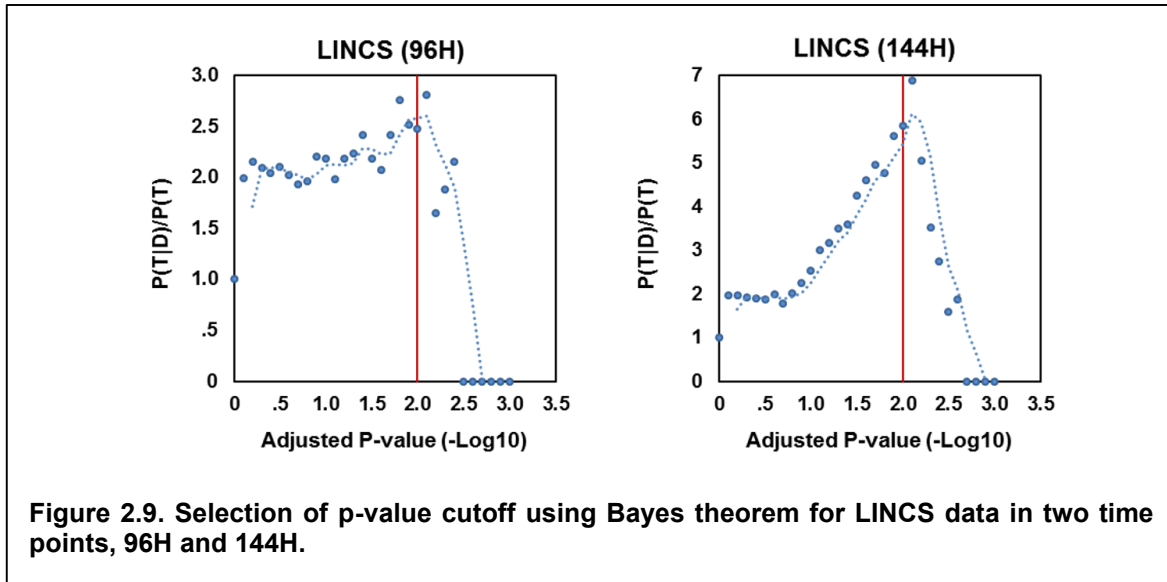 LINCS (96H)
3.0
2.5
2.0
1.5
1.0
.5
0
P(T|D)/P(T)
0 .5 1.0 1.5 2.0 2.5 3.0 3.5
Adjusted P-value (-Log10)
LINCS (144H)
7
6
5
4
3
2
1
0
P(T|D)/P(T)
0 .5 1.0 1.5 2.0 2.5 3.0 3.5
Adjusted P-value (-Log10)
Figure 2.9. Selection of p-value cutoff using Bayes theorem for LINCS data in two time
points, 96H and 144H.